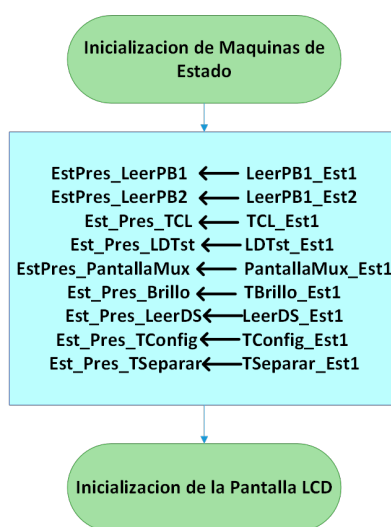 Inicializacion de Maquinas de
Estado
EstPres_LeerPB1 LeerPB1_Est1
EstPres_LeerPB2 LeerPB1_Est2
Est_Pres_TCL TCL_Est1
Est_Pres_LDTst LDTst_Est1
EstPres_PantallaMux PantallaMux_Est1
Est_Pres_Brillo TBrillo_Est1
Est_Pres_LeerDS LeerDS_Est1
Est_Pres_TConfig TConfig_Est1
Est_Pres_TSeparar TSeparar_Est1
Inicializacion de la Pantalla LCD